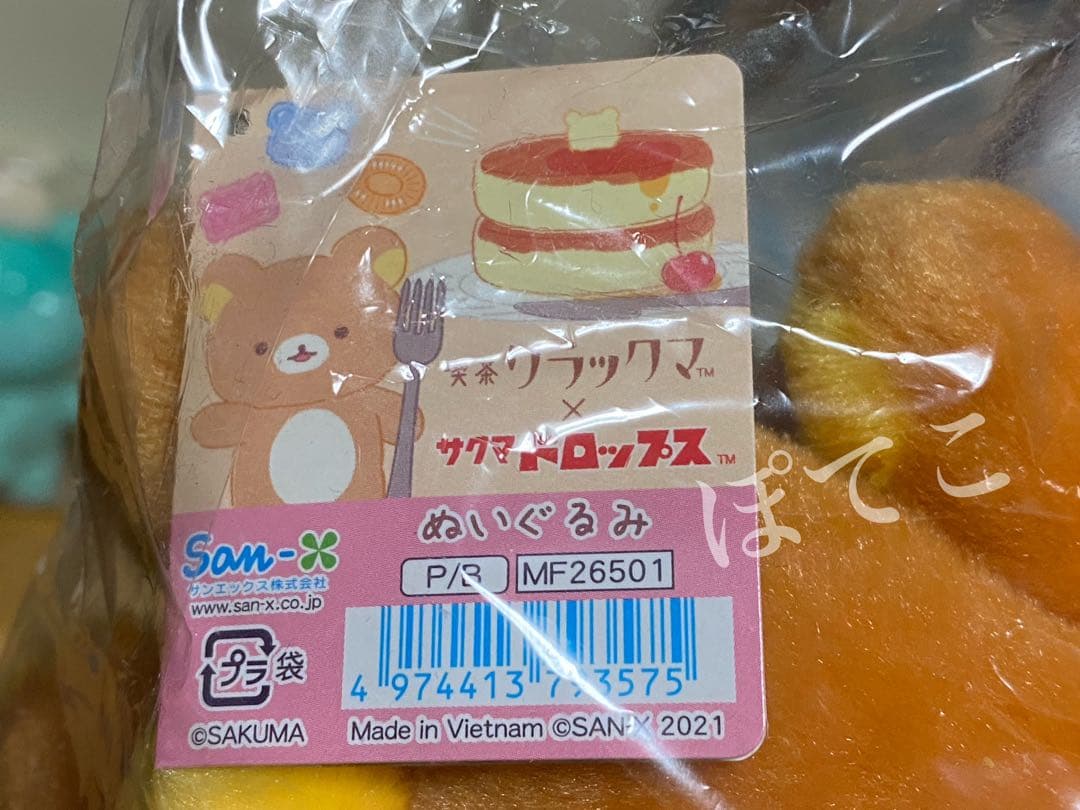 喫茶 リラックマ™
×
サクマ ドロップス™
ぬいぐるみ
San-X
サンエックス株式会社
www.san-x.co.jp
P/B MF26501
プラ 袋
4 974413 793575
©SAKUMA
Made in Vietnam ©SAN-X 2021
ぽてこ